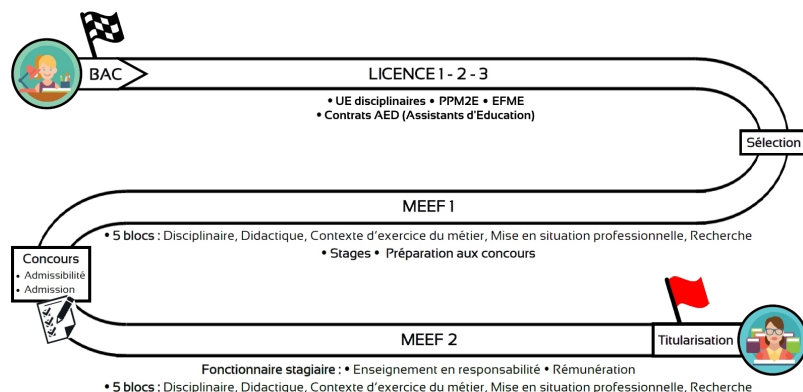 BAC
LICENCE 1 - 2 - 3
• UE disciplinaires • PPM2E • EFME
• Contrats AED (Assistants d'Education)
Sélection
MEEF 1
• 5 blocs : Disciplinaire, Didactique, Contexte d'exercice du métier, Mise en situation professionnelle, Recherche
• Stages • Préparation aux concours
Concours
• Admissibilité
• Admission
MEEF 2
Titularisation
Fonctionnaire stagiaire : • Enseignement en responsabilité • Rémunération
• 5 blocs : Disciplinaire, Didactique, Contexte d'exercice du métier, Mise en situation professionnelle, Recherche